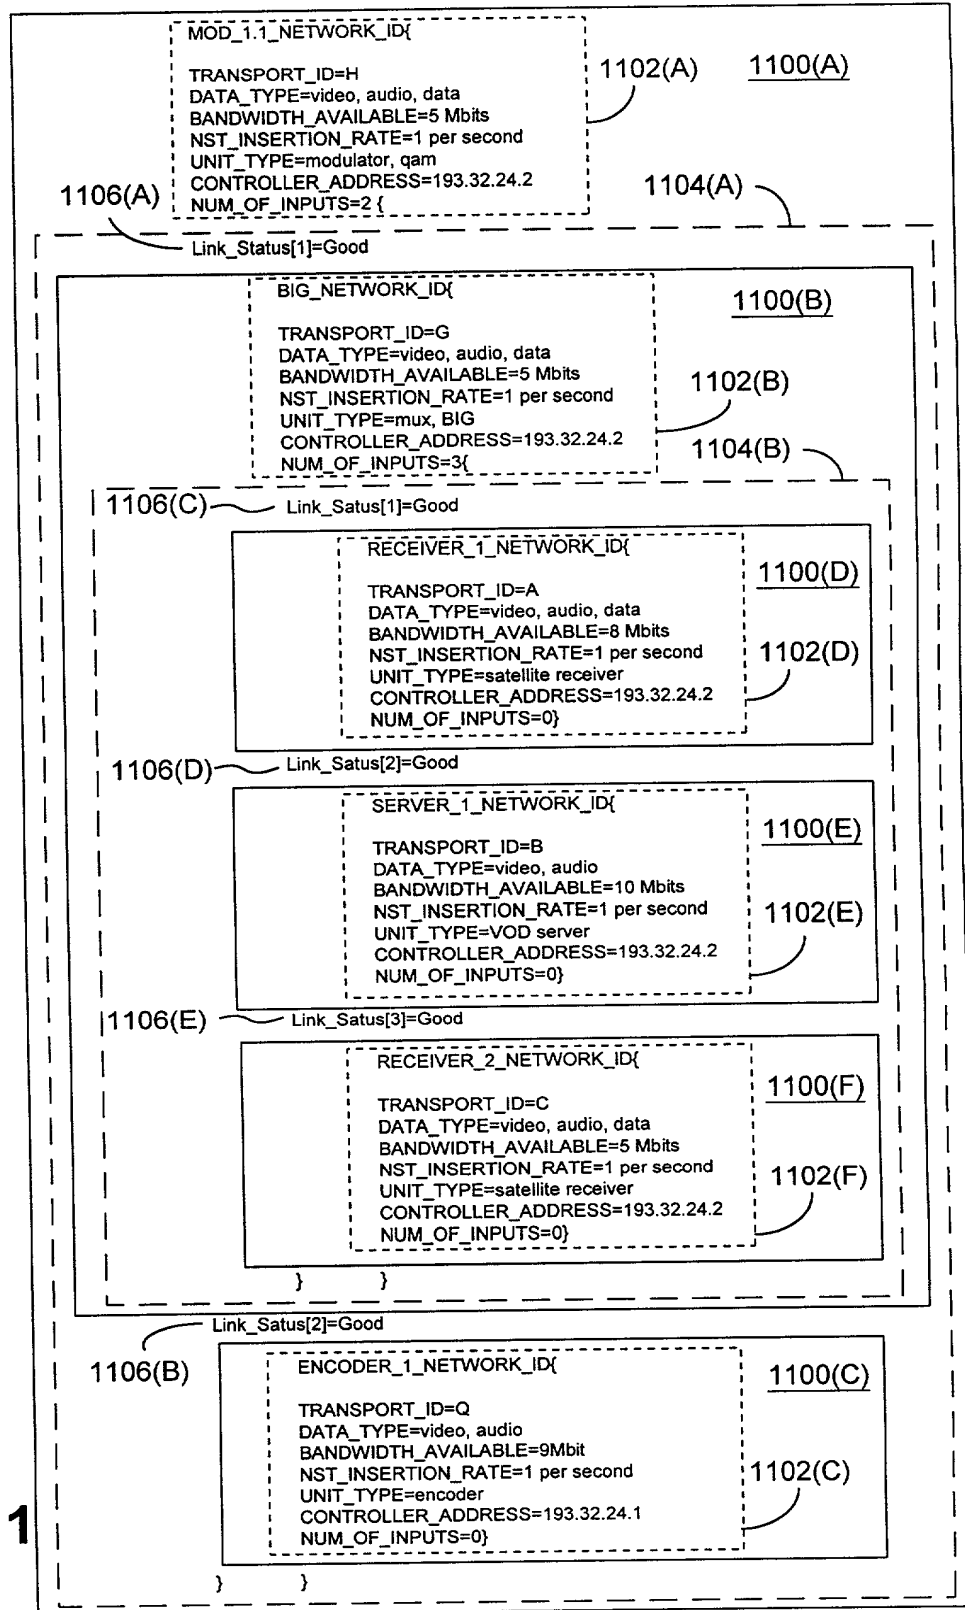 MOD_1.1_NETWORK_ID{
TRANSPORT_ID=H
DATA_TYPE=video, audio, data
BANDWIDTH_AVAILABLE=5 Mbits
NST_INSERTION_RATE=1 per second
UNIT_TYPE=modulator, qam
CONTROLLER_ADDRESS=193.32.24.2
NUM_OF_INPUTS=2 {
1102(A)
1100(A)
1104(A)
1106(A)
Link_Status[1]=Good
BIG_NETWORK_ID{
TRANSPORT_ID=G
DATA_TYPE=video, audio, data
BANDWIDTH_AVAILABLE=5 Mbits
NST_INSERTION_RATE=1 per second
UNIT_TYPE=mux, BIG
CONTROLLER_ADDRESS=193.32.24.2
NUM_OF_INPUTS=3{
1100(B)
1102(B)
1104(B)
1106(C)
Link_Satus[1]=Good
RECEIVER_1_NETWORK_ID{
TRANSPORT_ID=A
DATA_TYPE=video, audio, data
BANDWIDTH_AVAILABLE=8 Mbits
NST_INSERTION_RATE=1 per second
UNIT_TYPE=satellite receiver
CONTROLLER_ADDRESS=193.32.24.2
NUM_OF_INPUTS=0}
1100(D)
1102(D)
1106(D)
Link_Satus[2]=Good
SERVER_1_NETWORK_ID{
TRANSPORT_ID=B
DATA_TYPE=video, audio
BANDWIDTH_AVAILABLE=10 Mbits
NST_INSERTION_RATE=1 per second
UNIT_TYPE=VOD server
CONTROLLER_ADDRESS=193.32.24.2
NUM_OF_INPUTS=0}
1100(E)
1102(E)
1106(E)
Link_Satus[3]=Good
RECEIVER_2_NETWORK_ID{
TRANSPORT_ID=C
DATA_TYPE=video, audio, data
BANDWIDTH_AVAILABLE=5 Mbits
NST_INSERTION_RATE=1 per second
UNIT_TYPE=satellite receiver
CONTROLLER_ADDRESS=193.32.24.2
NUM_OF_INPUTS=0}
1100(F)
1102(F)
} }
Link_Satus[2]=Good
1106(B)
ENCODER_1_NETWORK_ID{
TRANSPORT_ID=Q
DATA_TYPE=video, audio
BANDWIDTH_AVAILABLE=9Mbit
NST_INSERTION_RATE=1 per second
UNIT_TYPE=encoder
CONTROLLER_ADDRESS=193.32.24.1
NUM_OF_INPUTS=0}
1100(C)
1102(C)
1
} }